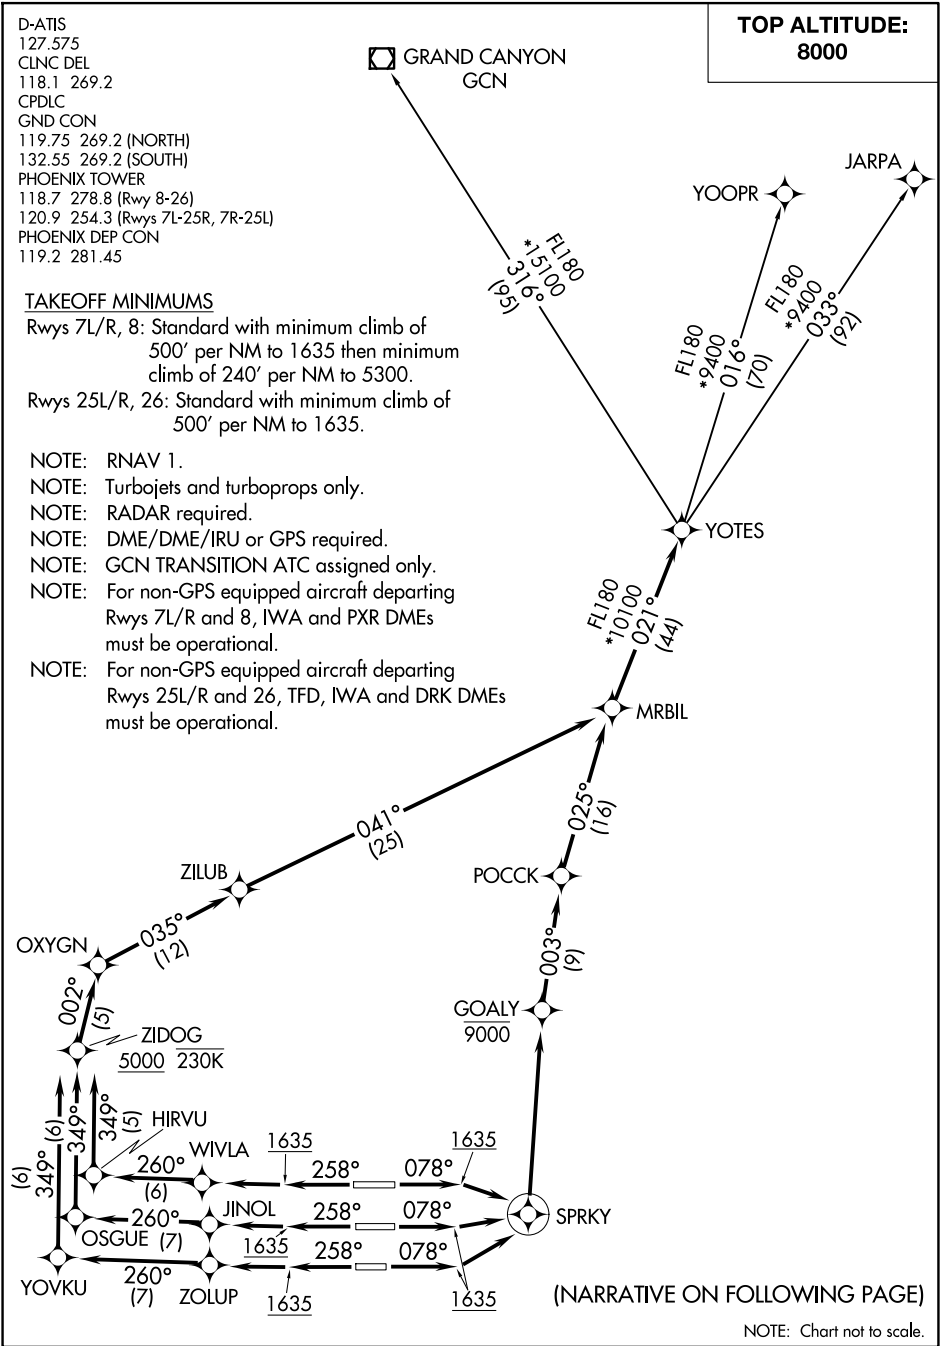 D-ATIS
127.575
CLNC DEL
118.1 269.2
CPDLC
GND CON
119.75 269.2 (NORTH)
132.55 269.2 (SOUTH)
PHOENIX TOWER
118.7 278.8 (Rwy 8-26)
120.9 254.3 (Rwys 7L-25R, 7R-25L)
PHOENIX DEP CON
119.2 281.45
TOP ALTITUDE:
8000
GRAND CANYON
GCN
JARPA
YOOPR
FL180
*15100
316°
(95)
FL180
*9400
016°
(70)
FL180
*9400
033°
(92)
TAKEOFF MINIMUMS
Rwys 7L/R, 8: Standard with minimum climb of
500' per NM to 1635 then minimum
climb of 240' per NM to 5300.
Rwys 25L/R, 26: Standard with minimum climb of
500' per NM to 1635.
NOTE: RNAV 1.
NOTE: Turbojets and turboprops only.
NOTE: RADAR required.
NOTE: DME/DME/IRU or GPS required.
NOTE: GCN TRANSITION ATC assigned only.
NOTE: For non-GPS equipped aircraft departing
Rwys 7L/R and 8, IWA and PXR DMEs
must be operational.
NOTE: For non-GPS equipped aircraft departing
Rwys 25L/R and 26, TFD, IWA and DRK DMEs
must be operational.
YOTES
FL180
*10100
021°
(44)
MRBIL
041°
(25)
025°
(16)
ZILUB
POCCK
035°
(12)
OXYGN
003°
(9)
002°
(5)
GOALY
9000
ZIDOG
5000 230K
(6)
349°
(6)
349°
349°
(5)
HIRVU
WIVLA
260°
(6)
1635
258°
078°
1635
JINOL
OSGUE
260°
(7)
1635
258°
078°
SPRKY
YOVKU
260°
(7)
ZOLUP
1635
258°
078°
1635
(NARRATIVE ON FOLLOWING PAGE)
NOTE: Chart not to scale.